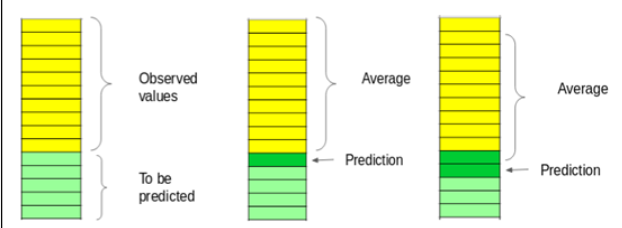 Observed
values
To be
predicted
Average
Prediction
Average
Prediction